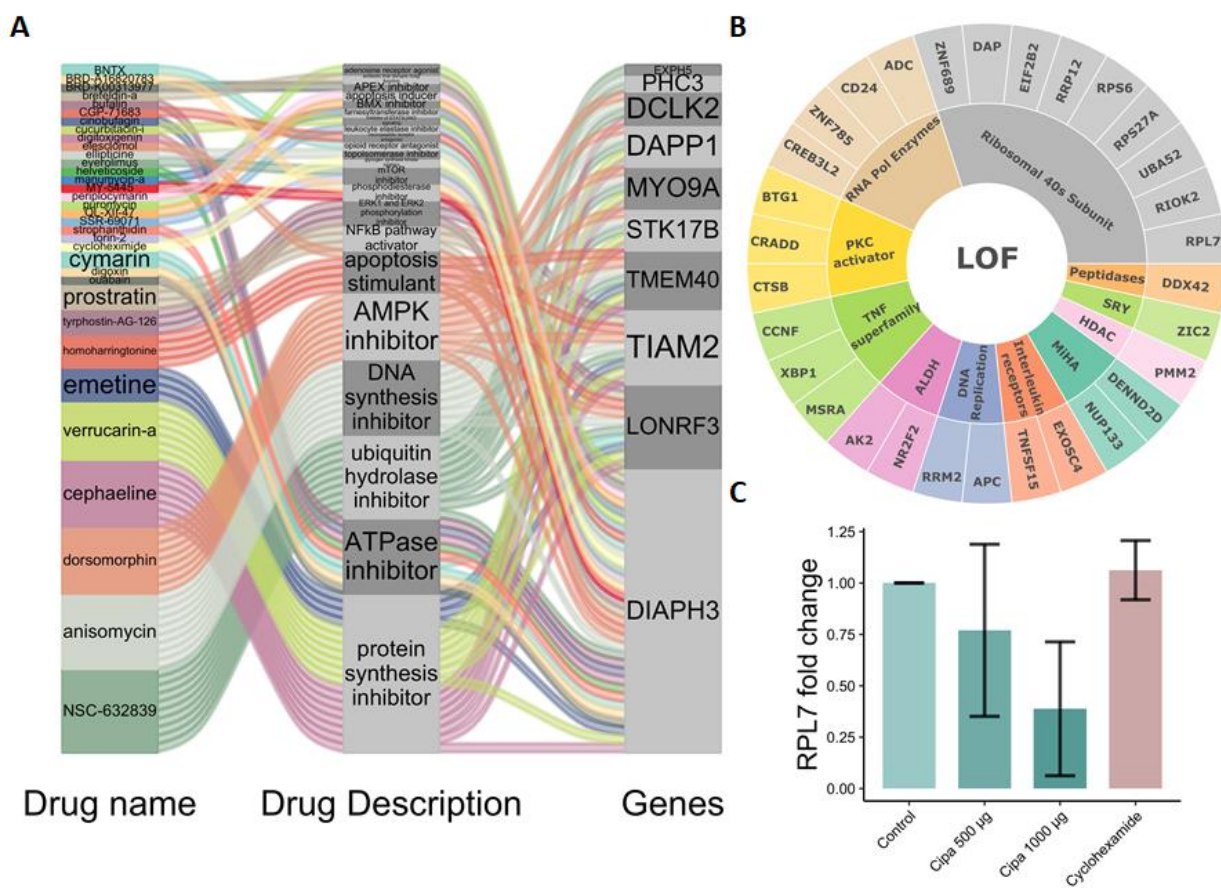 A
BNTX
BRD-A16820783
BRD-K00313977
brefeldin-a
bufalin
CGP-71683
cinobufagin
cucurbitacin-i
digitoxigenin
elesclomol
ellipticine
everolimus
helveticoside
manumycin-a
MY-5445
periplocymarin
puromycin
QL-XII-47
SSR-69071
strophanthidin
torin-2
cycloheximide
cymarin
digoxin
ouabain
prostratin
tyrphostin-AG-126
homoharringtonine
emetine
verrucarin-a
cephaeline
dorsomorphin
anisomycin
NSC-632839
Drug name
adenosine receptor agonist
APEX inhibitor
apoptosis inducer
BMX inhibitor
farnesyltransferase inhibitor
leukocyte elastase inhibitor
opioid receptor antagonist
topoisomerase inhibitor
mTOR
inhibitor
phosphodiesterase
inhibitor
ERK1 and ERK2
phosphorylation
inhibitor
NFkB pathway
activator
apoptosis
stimulant
AMPK
inhibitor
DNA
synthesis
inhibitor
ubiquitin
hydrolase
inhibitor
ATPase
inhibitor
protein
synthesis
inhibitor
Drug Description
EXPH5
PHC3
DCLK2
DAPP1
MYO9A
STK17B
TMEM40
TIAM2
LONRF3
DIAPH3
Genes
B
LOF
Ribosomal 40s Subunit
Peptidases
SRY
HDAC
MiHA
Interleukin
receptors
DNA
Replication
ALDH
TNF
superfamily
PKC
activator
RNA Pol Enzymes
ZNF689
DAP
EIF2B2
RRP12
RPS6
RPS27A
UBA52
RIOK2
RPL7
DDX42
ZIC2
PMM2
DENND2D
NUP133
EXOSC4
TNFSF15
APC
RRM2
NR2F2
AK2
MSRA
XBP1
CCNF
CTSB
CRADD
BTG1
CREB3L2
ZNF785
CD24
ADC
C
RPL7 fold change
1.25
1.00
0.75
0.50
0.25
0.00
Control
Cipa 500 µg
Cipa 1000 µg
Cyclohexamide